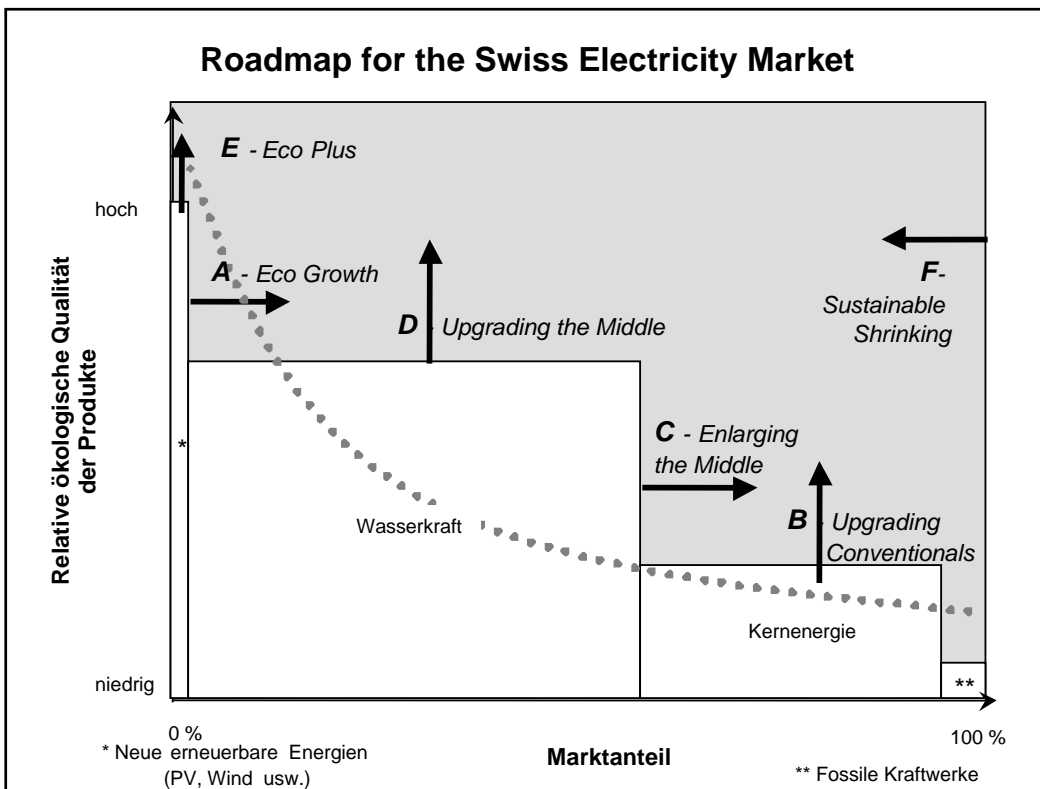 Roadmap for the Swiss Electricity Market
E - Eco Plus
hoch
A - Eco Growth
D - Upgrading the Middle
F-
Sustainable
Shrinking
Relative ökologische Qualität
der Produkte
*
C - Enlarging
the Middle
Wasserkraft
B - Upgrading
Conventionals
Kernenergie
niedrig
**
0 %
100 %
Marktanteil
* Neue erneuerbare Energien
(PV, Wind usw.)
** Fossile Kraftwerke